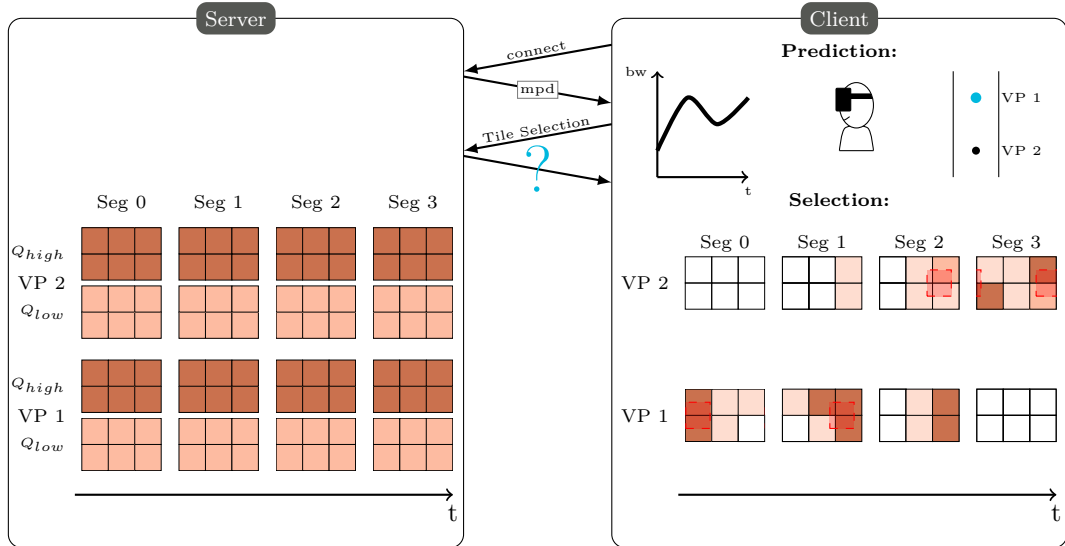 Server
Client
connect
mpd
Tile Selection
?
Prediction:
bw
t
VP 1
VP 2
Seg 0 Seg 1 Seg 2 Seg 3
Q_high
VP 2
Q_low
Q_high
VP 1
Q_low
t
Selection:
Seg 0 Seg 1 Seg 2 Seg 3
VP 2
VP 1
t